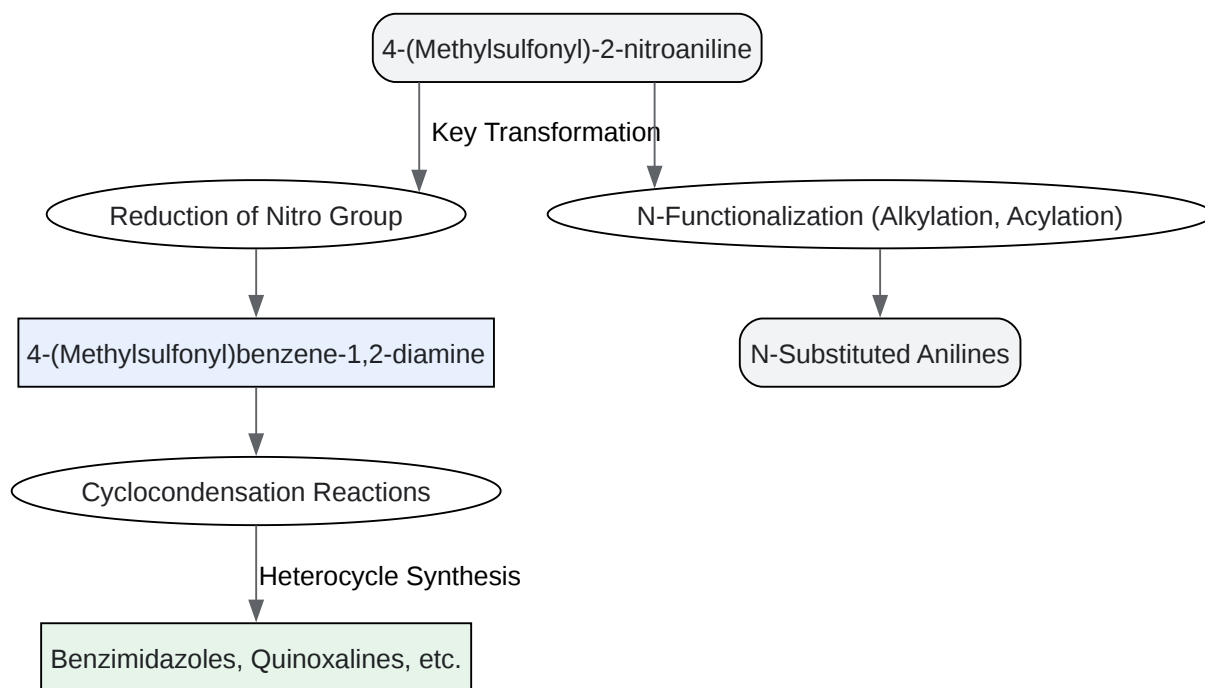 4-(Methylsulfonyl)-2-nitroaniline
Key Transformation
Reduction of Nitro Group
N-Functionalization (Alkylation, Acylation)
4-(Methylsulfonyl)benzene-1,2-diamine
N-Substituted Anilines
Cyclocondensation Reactions
Heterocycle Synthesis
Benzimidazoles, Quinoxalines, etc.